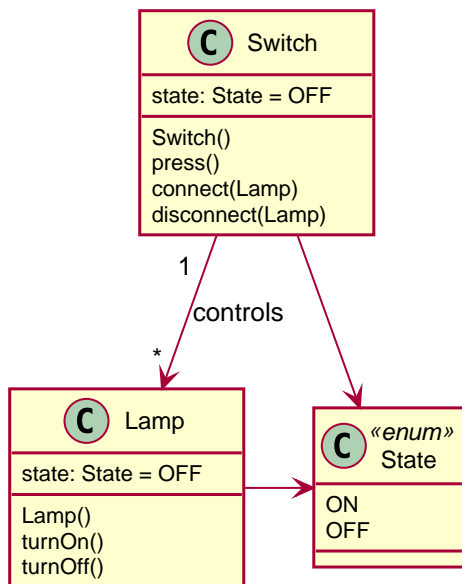 C Switch
state: State = OFF
Switch()
press()
connect(Lamp)
disconnect(Lamp)
1
controls
*
C Lamp
state: State = OFF
Lamp()
turnOn()
turnOff()
C «enum»
State
ON
OFF